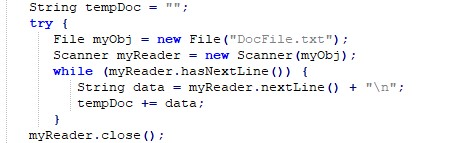 String tempDoc = "";
try {
File myObj = new File("DocFile.txt");
Scanner myReader = new Scanner(myObj);
while (myReader.hasNextLine()) {
String data = myReader.nextLine() + "\n";
tempDoc += data;
}
myReader.close();